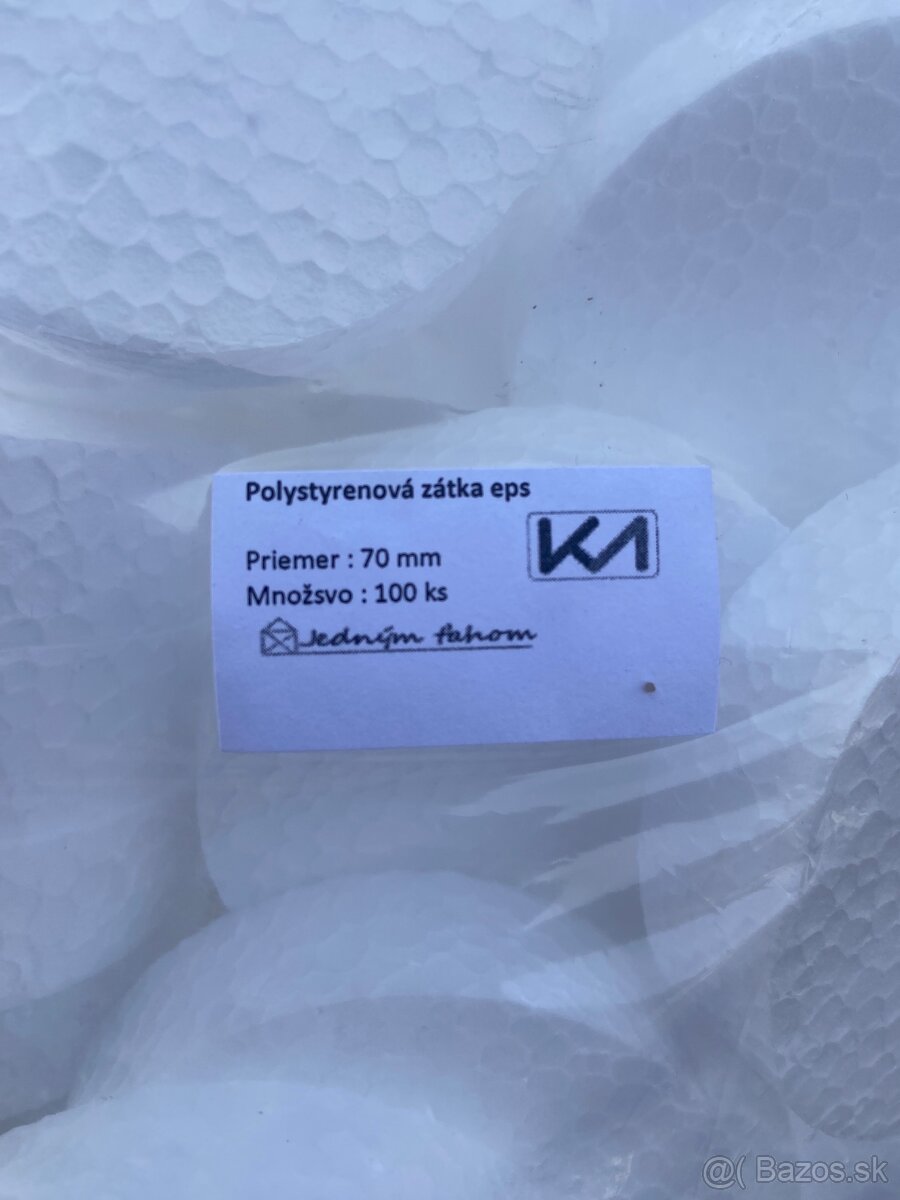 Polystyrenová zátka eps
KA
Priemer : 70 mm
Množsvo : 100 ks
Jedným ťahom
@( Bazos.sk